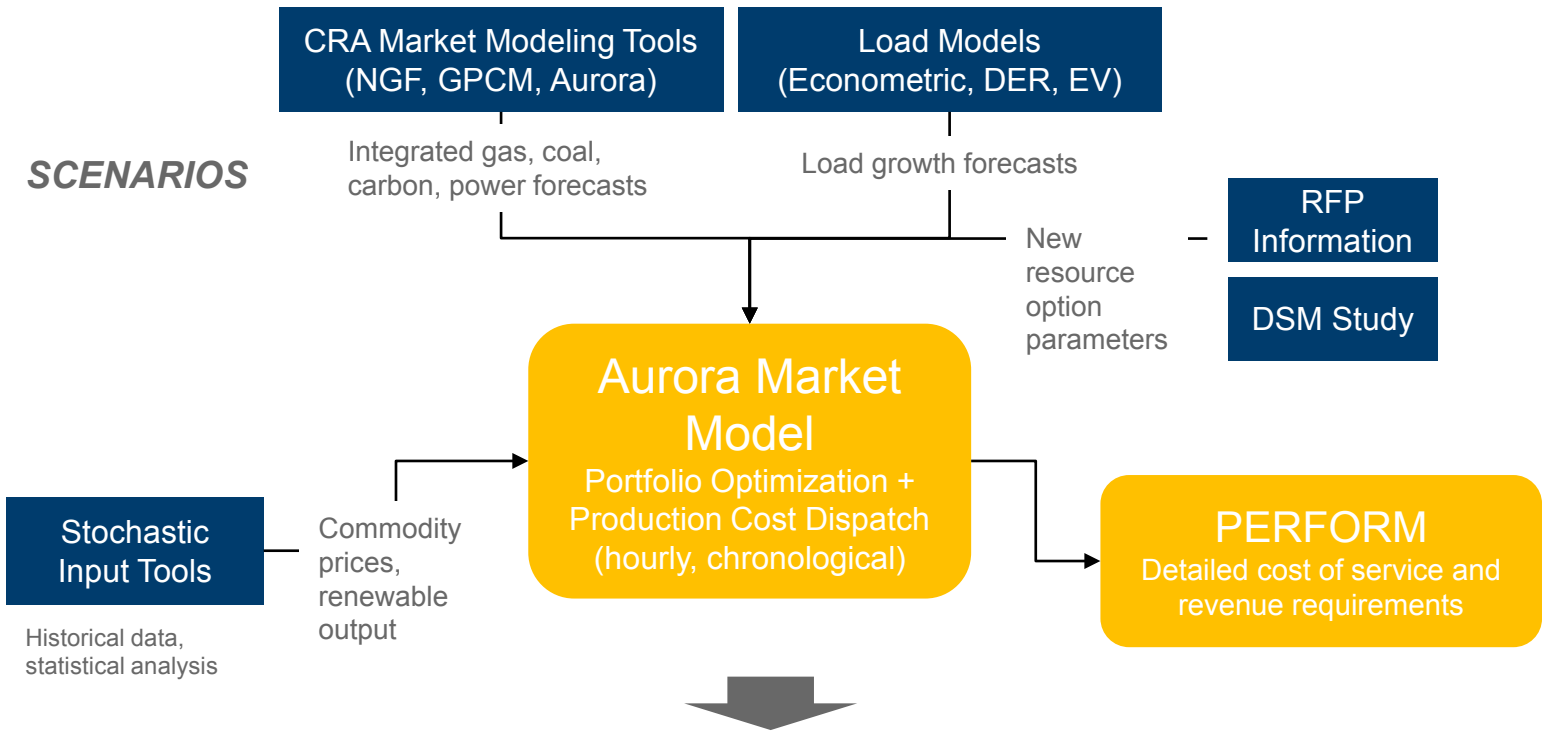 CRA Market Modeling Tools
(NGF, GPCM, Aurora)
Load Models
(Econometric, DER, EV)
SCENARIOS
Integrated gas, coal,
carbon, power forecasts
Load growth forecasts
RFP
Information
New
resource
option
parameters
DSM Study
Aurora Market
Model
Portfolio Optimization +
Production Cost Dispatch
(hourly, chronological)
Stochastic
Input Tools
Commodity
prices,
renewable
output
Historical data,
statistical analysis
PERFORM
Detailed cost of service and
revenue requirements